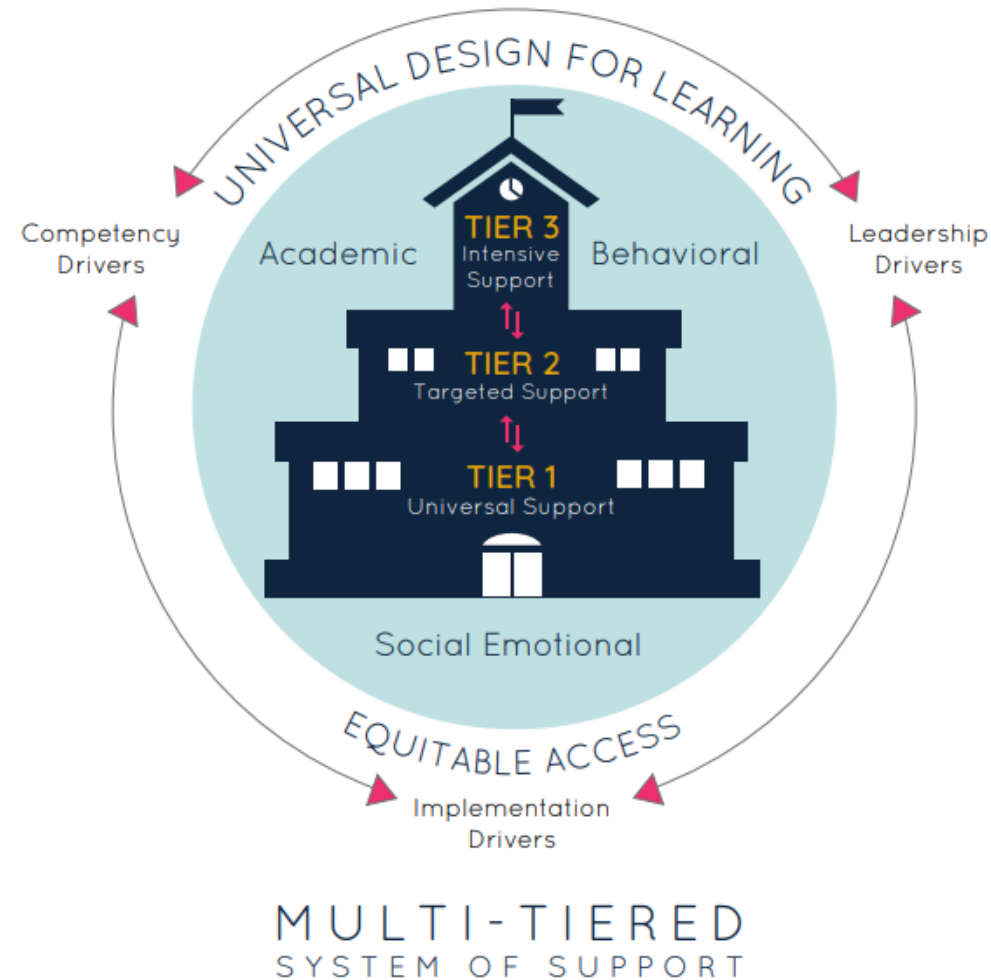 UNIVERSAL DESIGN FOR LEARNING
Competency
Drivers
Leadership
Drivers
Academic
Behavioral
TIER 3
Intensive
Support
TIER 2
Targeted Support
TIER 1
Universal Support
Social Emotional
EQUITABLE ACCESS
Implementation
Drivers
MULTI-TIERED
SYSTEM OF SUPPORT